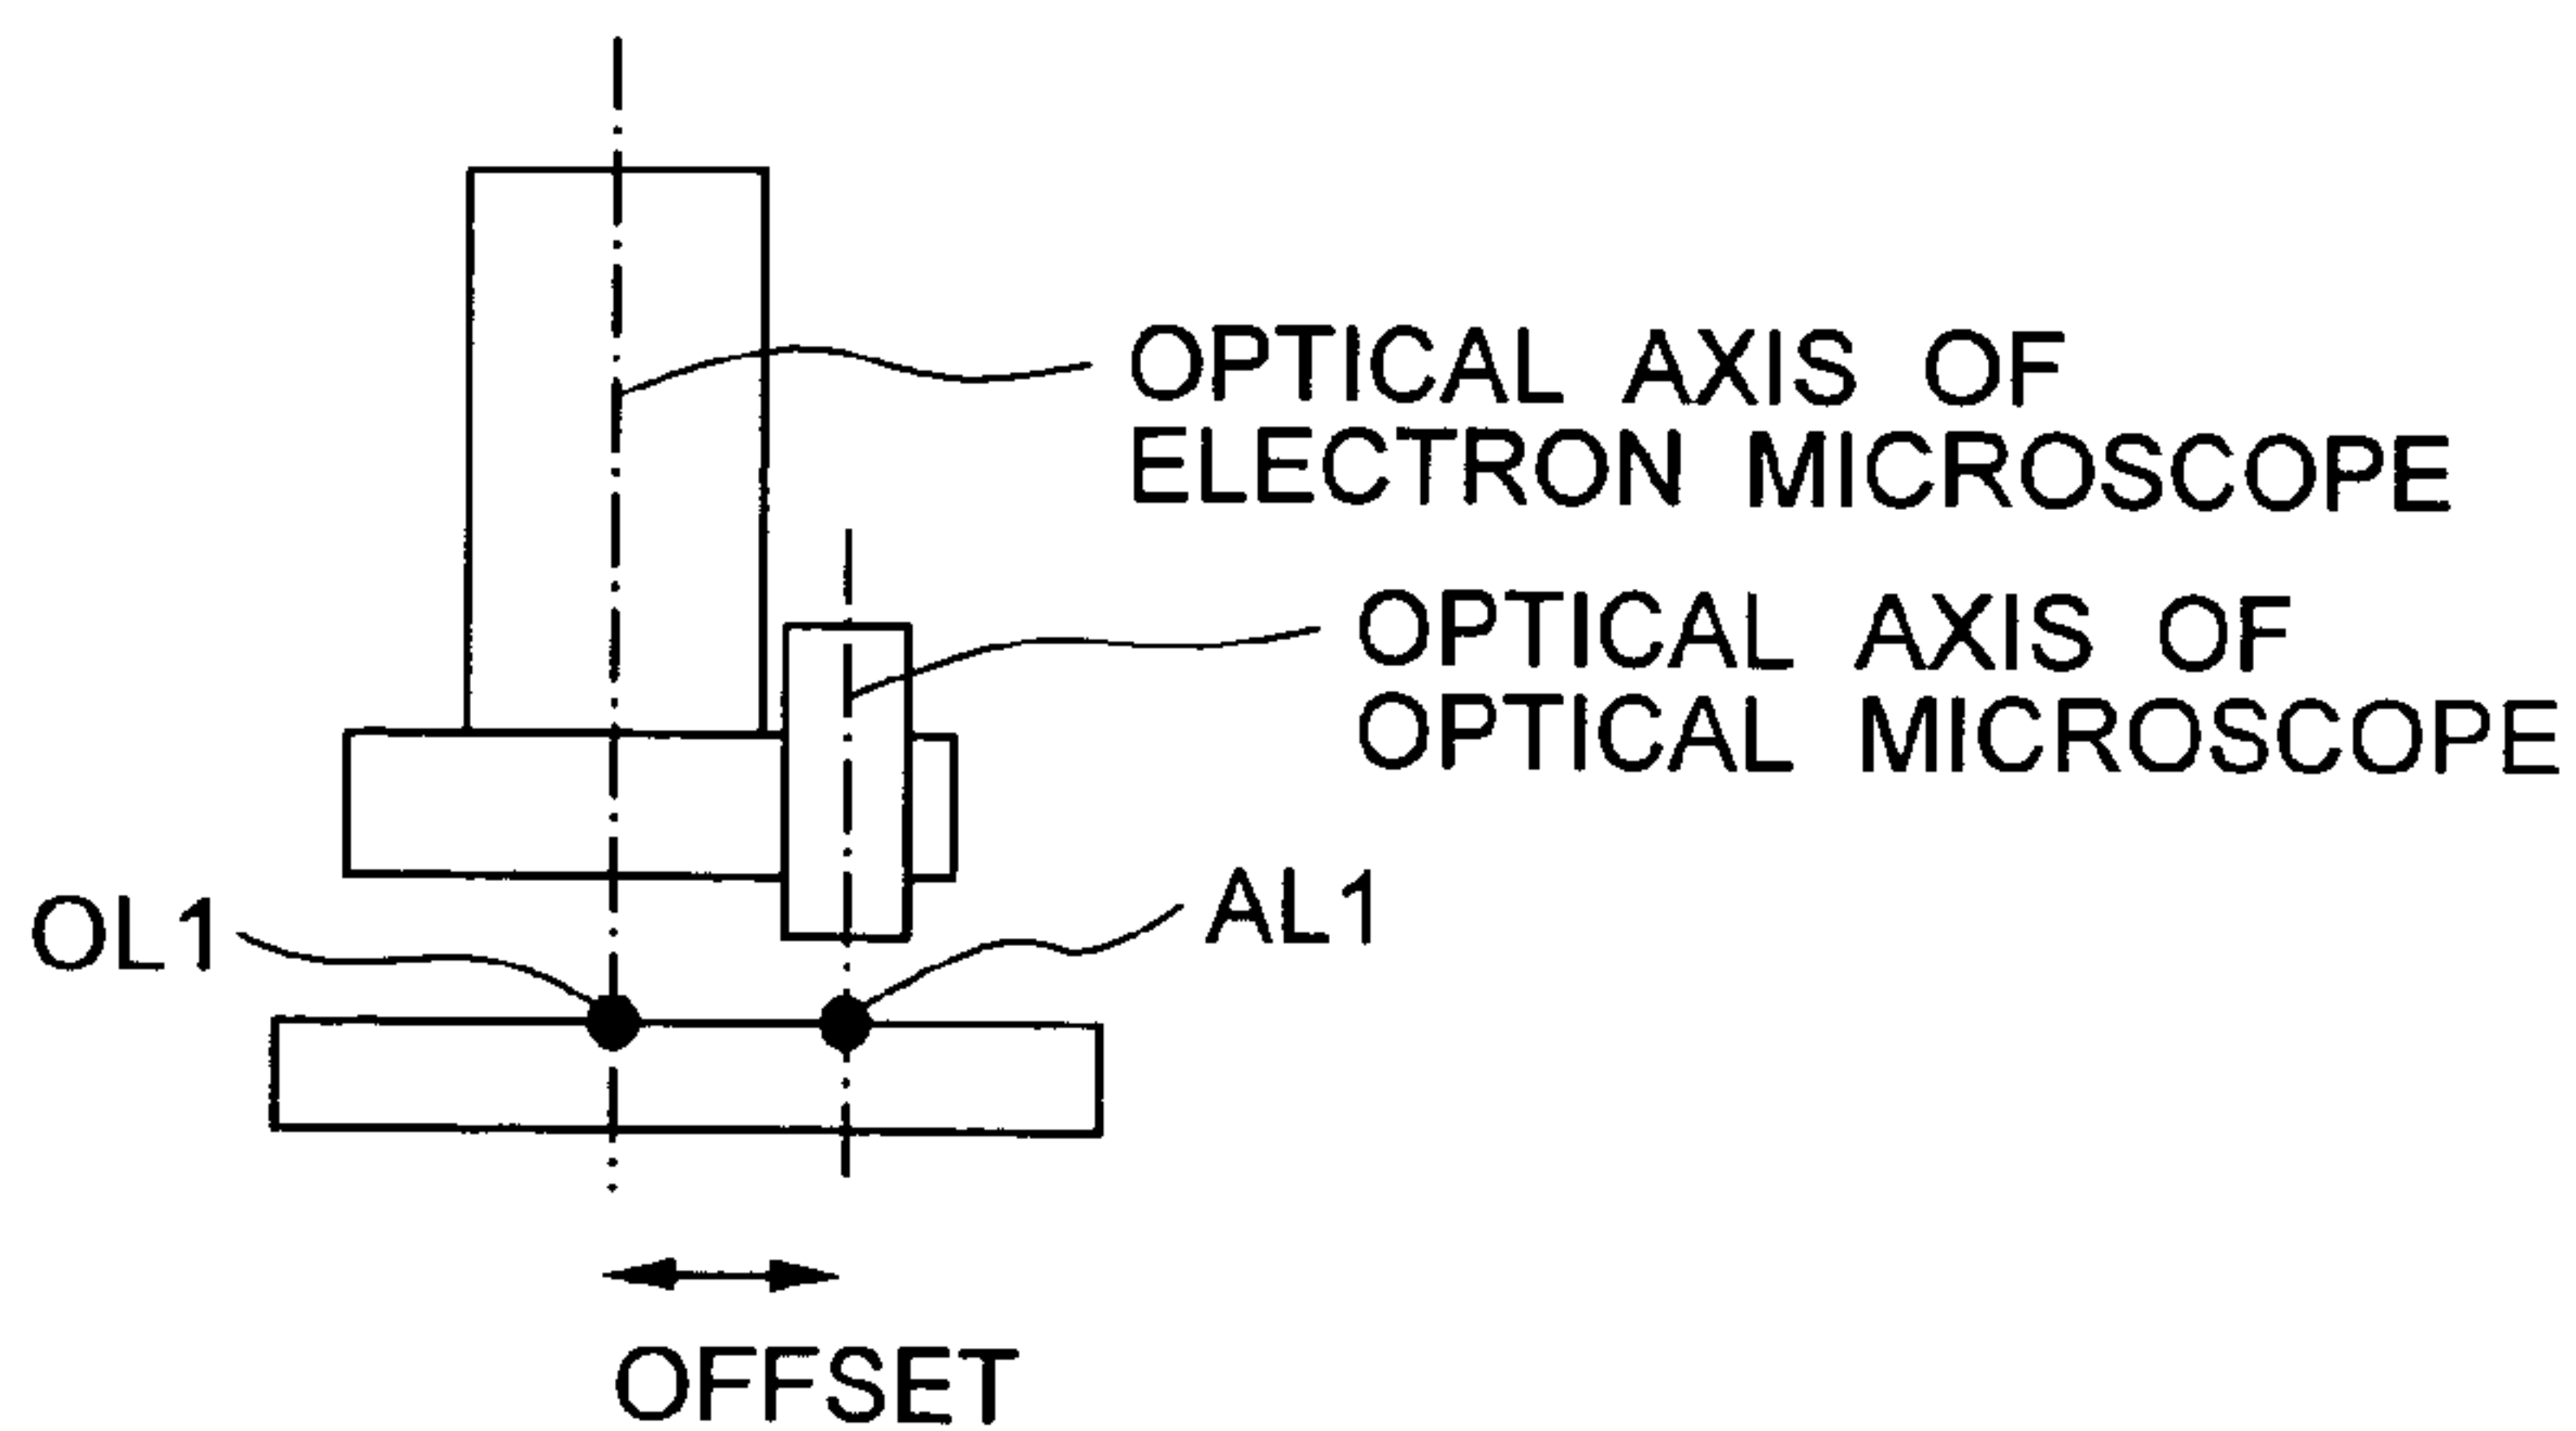 OPTICAL AXIS OF
ELECTRON MICROSCOPE
OPTICAL AXIS OF
OPTICAL MICROSCOPE
OL1
AL1
OFFSET